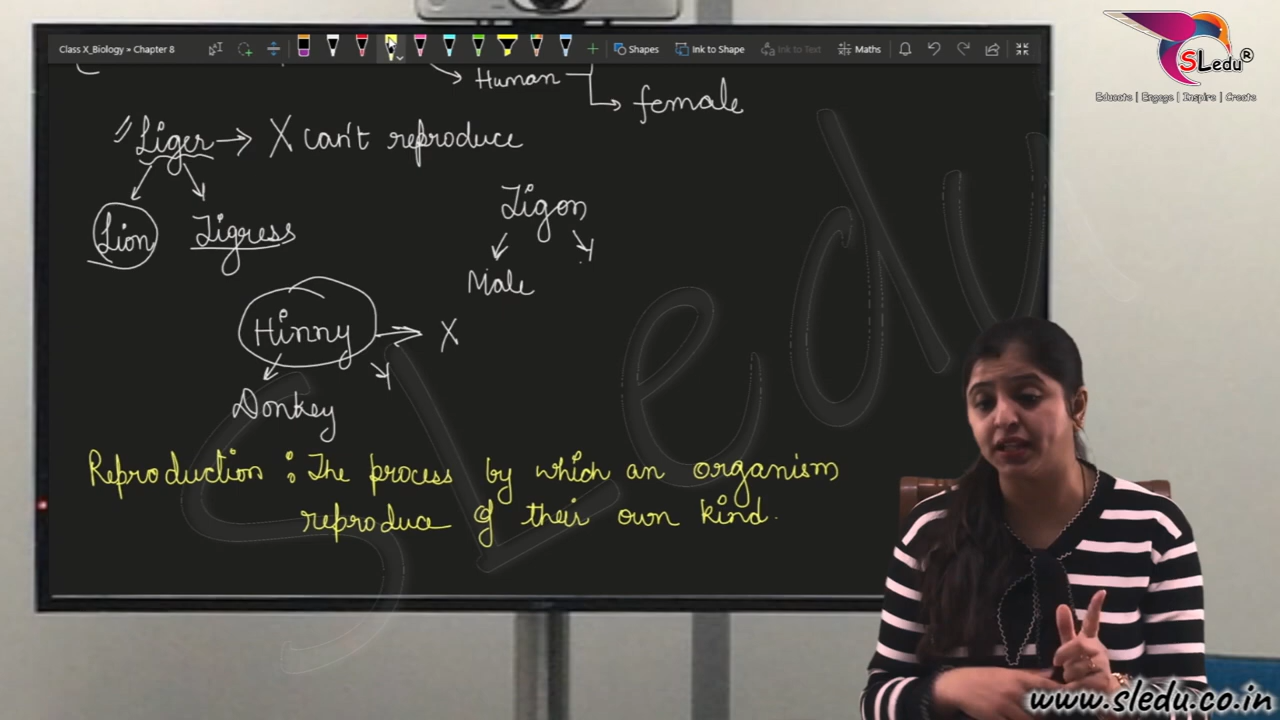 Class X_Biology » Chapter 8
Shapes
Ink to Shape
Ink to Text
Maths
SLedu®
Educate | Engage | Inspire | Create
Human
female
"Liger → X can't reproduce
Lion Tigress
Tigon
Male
Hinny → X
Donkey
Reproduction : The process by which an organism
reproduce of their own kind.
SLedu
www.sledu.co.in